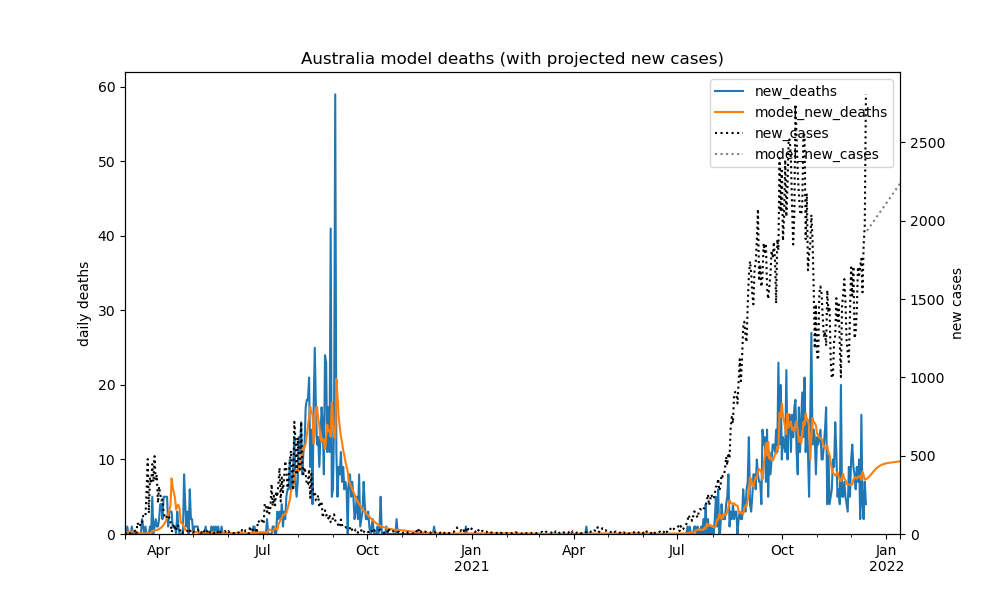 Australia model deaths (with projected new cases)
new_deaths
model_new_deaths
new_cases
model_new_cases
daily deaths
new cases
60
50
40
30
20
10
0
2500
2000
1500
1000
500
0
Apr
Jul
Oct
Jan
2021
Apr
Jul
Oct
Jan
2022